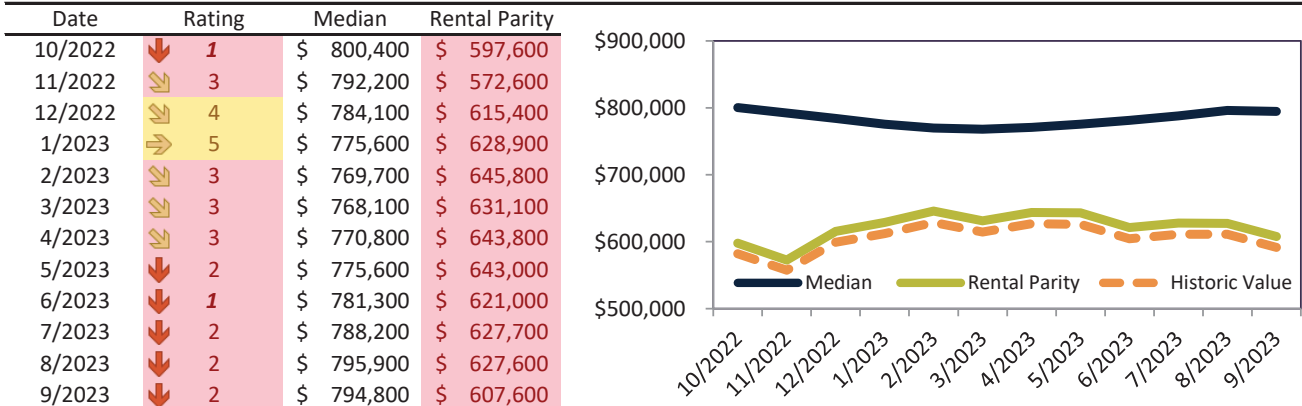 Date Rating Median Rental Parity
10/2022 1 $ 800,400 $ 597,600
11/2022 3 $ 792,200 $ 572,600
12/2022 4 $ 784,100 $ 615,400
1/2023 5 $ 775,600 $ 628,900
2/2023 3 $ 769,700 $ 645,800
3/2023 3 $ 768,100 $ 631,100
4/2023 3 $ 770,800 $ 643,800
5/2023 2 $ 775,600 $ 643,000
6/2023 1 $ 781,300 $ 621,000
7/2023 2 $ 788,200 $ 627,700
8/2023 2 $ 795,900 $ 627,600
9/2023 2 $ 794,800 $ 607,600
$900,000
$800,000
$700,000
$600,000
$500,000
Median Rental Parity Historic Value
10/2022 11/2022 12/2022 1/2023 2/2023 3/2023 4/2023 5/2023 6/2023 7/2023 8/2023 9/2023